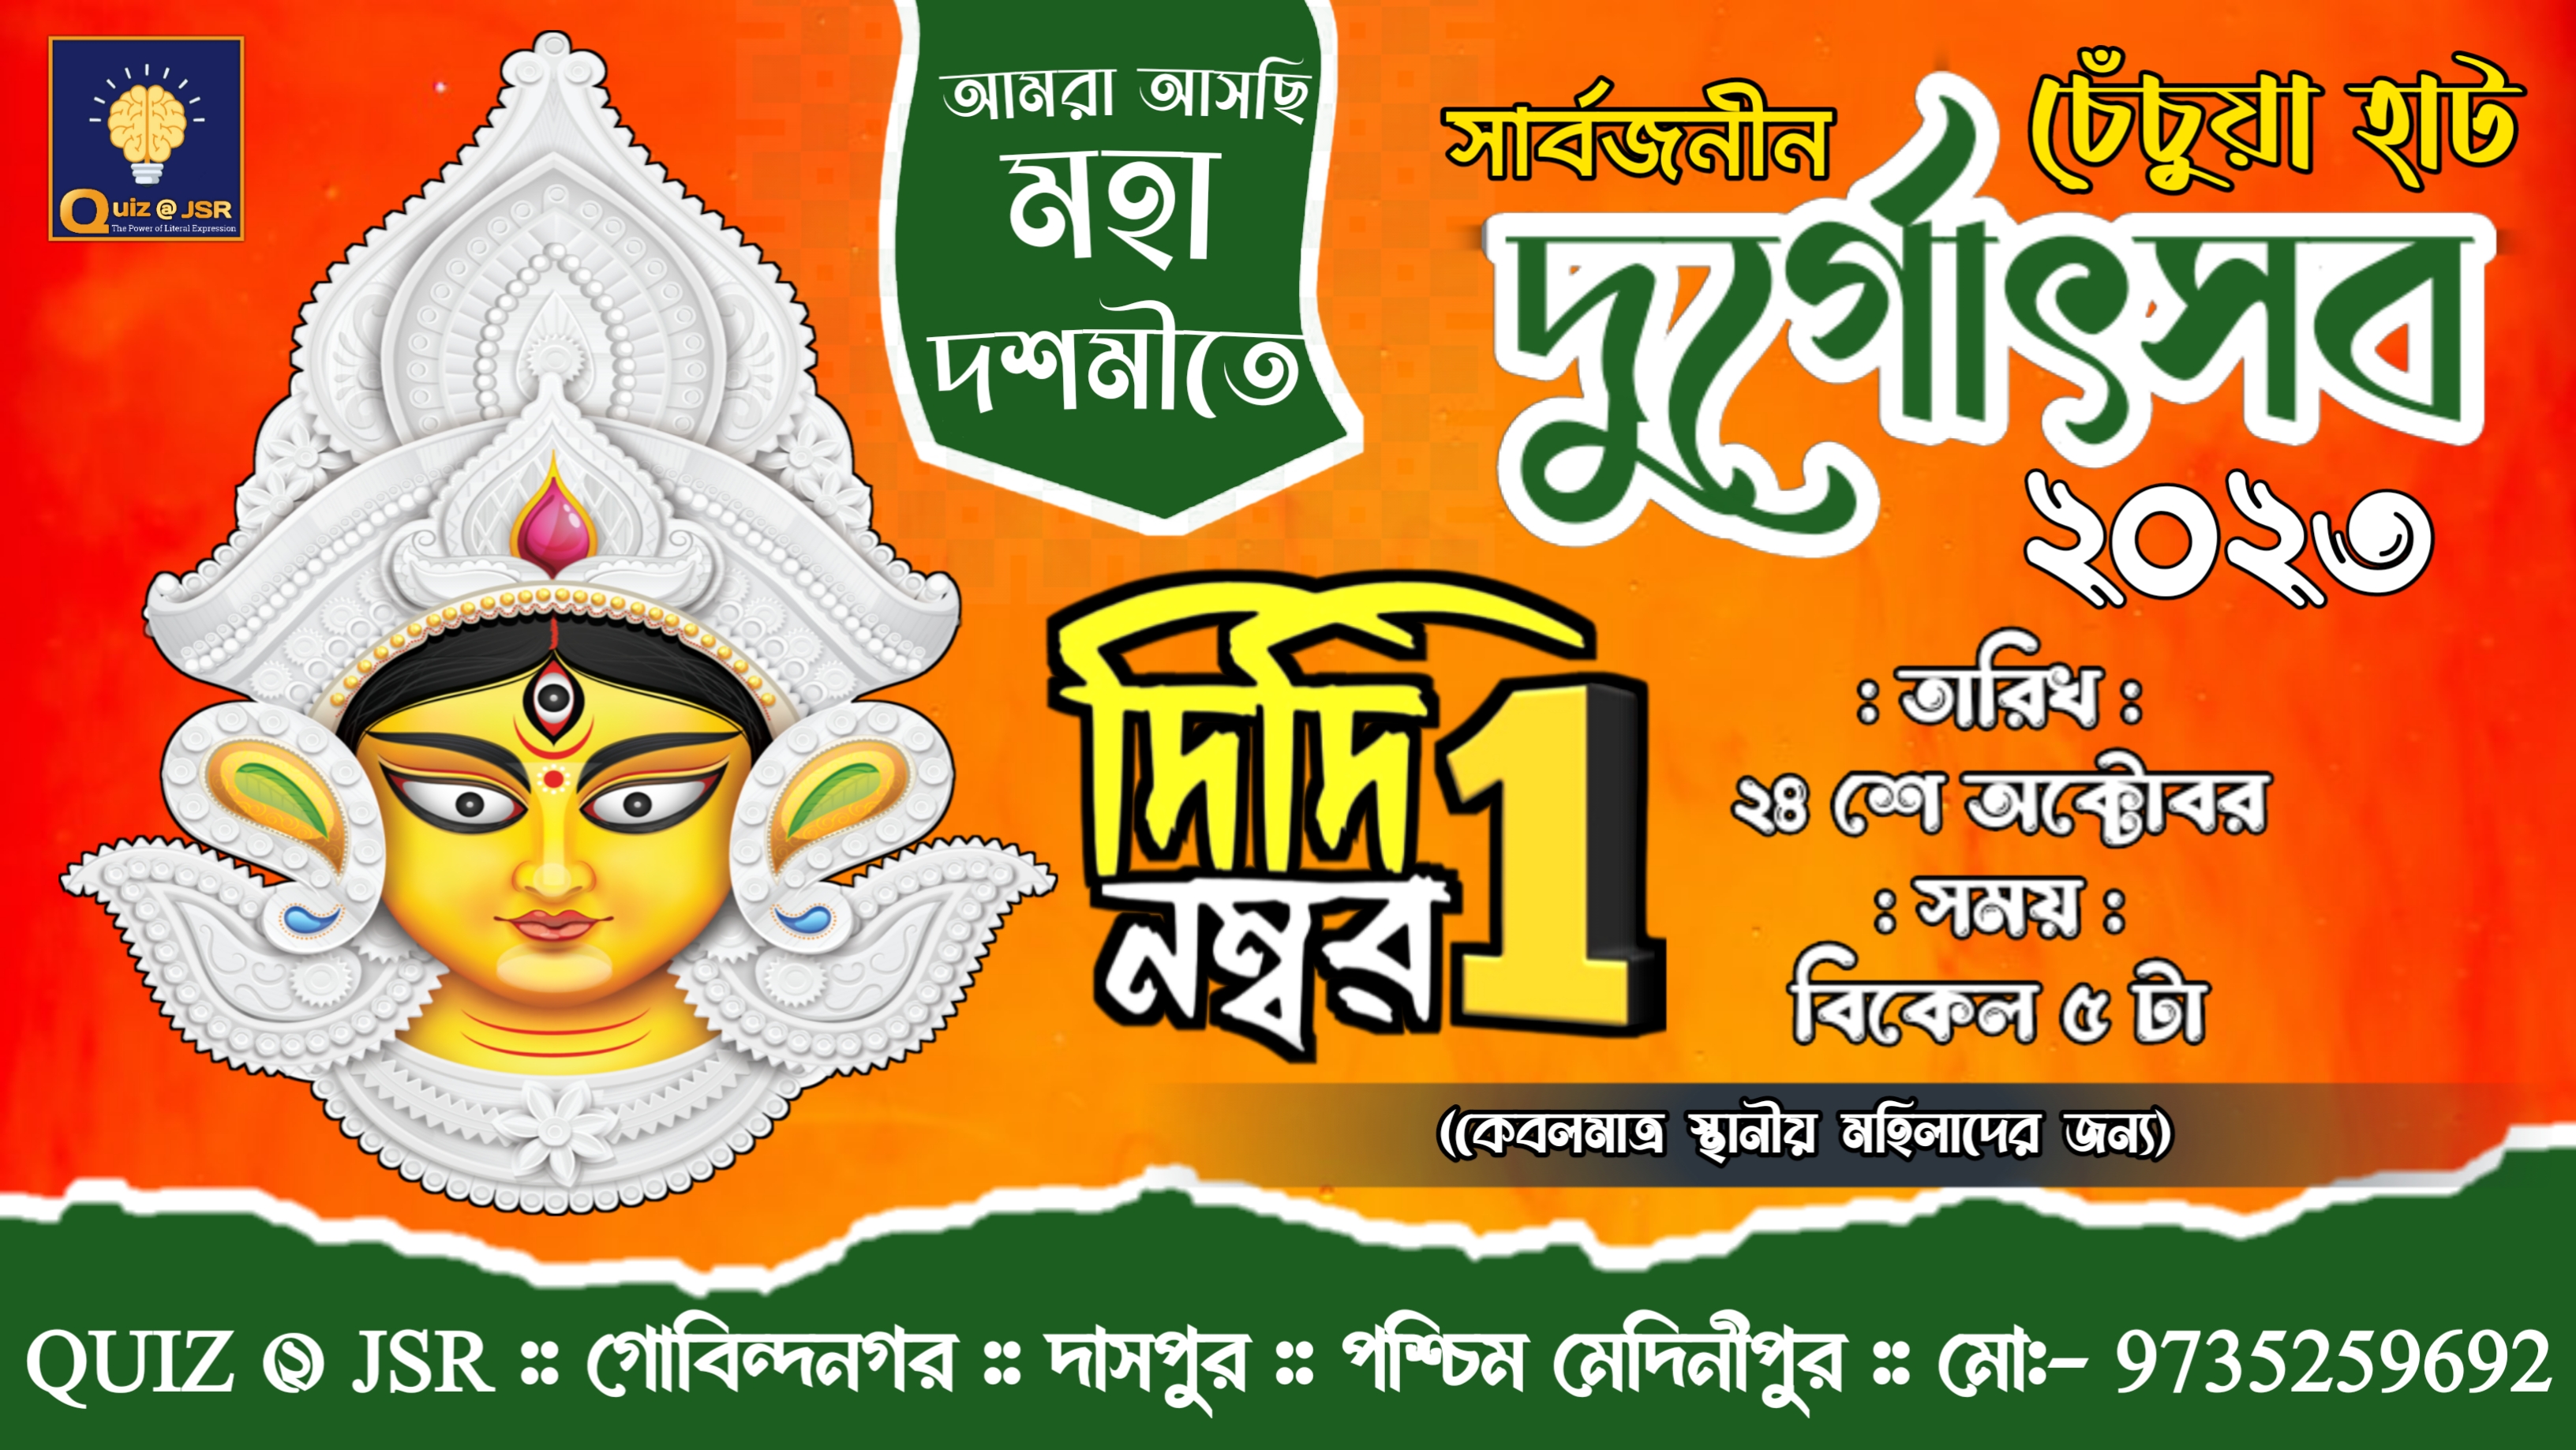 Quiz @ JSR
The Power of Literal Expression
আমরা আসছি
মহা
দশমীতে
সার্বজনীন
চেঁচুয়া হাট
দুর্গোৎসব
২০২৩
দিদি
নম্বর 1
: তারিখ :
২৪ শে অক্টোবর
: সময় :
বিকেল ৫ টা
((কেবলমাত্র স্থানীয় মহিলাদের জন্য)
QUIZ @ JSR :: গোবিন্দনগর :: দাসপুর :: পশ্চিম মেদিনীপুর :: মোঃ- 9735259692